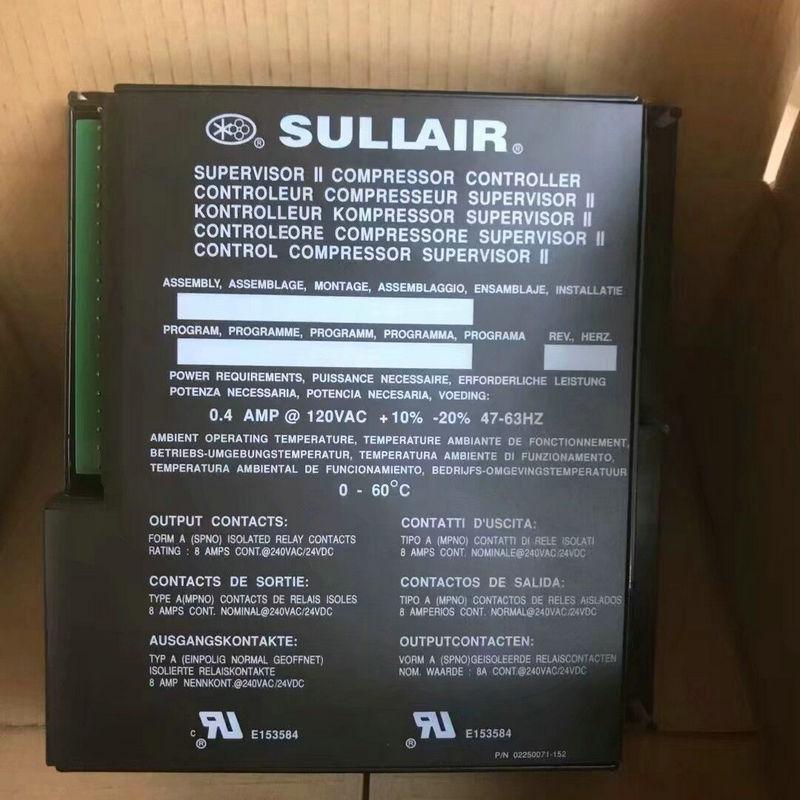 SULLAIR ®
SUPERVISOR II COMPRESSOR CONTROLLER
CONTROLEUR COMPRESSEUR SUPERVISOR II
KONTROLLEUR KOMPRESSOR SUPERVISOR II
CONTROLEORE COMPRESSORE SUPERVISOR II
CONTROL COMPRESSOR SUPERVISOR II
ASSEMBLY, ASSEMBLAGE, MONTAGE, ASSEMBLAGGIO, ENSAMBLAJE, INSTALLATIE
PROGRAM, PROGRAMME, PROGRAMM, PROGRAMMA, PROGRAMA REV., HERZ.
POWER REQUIREMENTS, PUISSANCE NECESSAIRE, ERFORDERLICHE LEISTUNG
POTENZA NECESSARIA, POTENCIA NECESARIA, VOEDING:
0.4 AMP @ 120VAC +10% -20% 47-63HZ
AMBIENT OPERATING TEMPERATURE, TEMPERATURE AMBIANTE DE FONCTIONNEMENT,
BETRIEBS-UMGEBUNGSTEMPERATUR, TEMPERATURA AMBIENTE DI FUNZIONAMENTO,
TEMPERATURA AMBIENTAL DE FUNCIONAMIENTO, BEDRIJFS-OMGEVINGSTEMPERATUUR
0 - 60°C
OUTPUT CONTACTS:
FORM A (SPNO) ISOLATED RELAY CONTACTS
RATING : 8 AMPS CONT.@240VAC/24VDC
CONTATTI D'USCITA:
TIPO A (MPNO) CONTATTI DI RELE ISOLATI
8 AMPS CONT. NOMINALE@240VAC/24VDC
CONTACTS DE SORTIE:
TYPE A(MPNO) CONTACTS DE RELAIS ISOLES
8 AMPS CONT. NOMINAL@240VAC/24VDC
CONTACTOS DE SALIDA:
TIPO A (MPNO) CONTACTOS DE RELES AISLADOS
8 AMPERIOS CONT. NORMAL@240VAC/24VDC
AUSGANGSKONTAKTE:
TYP A (EINPOLIG NORMAL GEOFFNET)
ISOLIERTE RELAISKONTAKTE
8 AMP NENNKONT.@240VAC/24VDC
OUTPUTCONTACTEN:
VORM A (SPNO)GEISOLEERDE RELAISCONTACTEN
NOM. WAARDE : 8A CONT.@240VAC/24VDC
c RU ® E153584
RU ® E153584
P/N 02250071-152